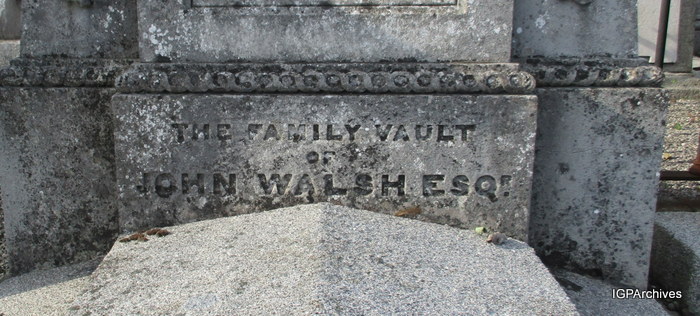 THE FAMILY VAULT
OF
JOHN WALSH ESQR.
IGPArchives